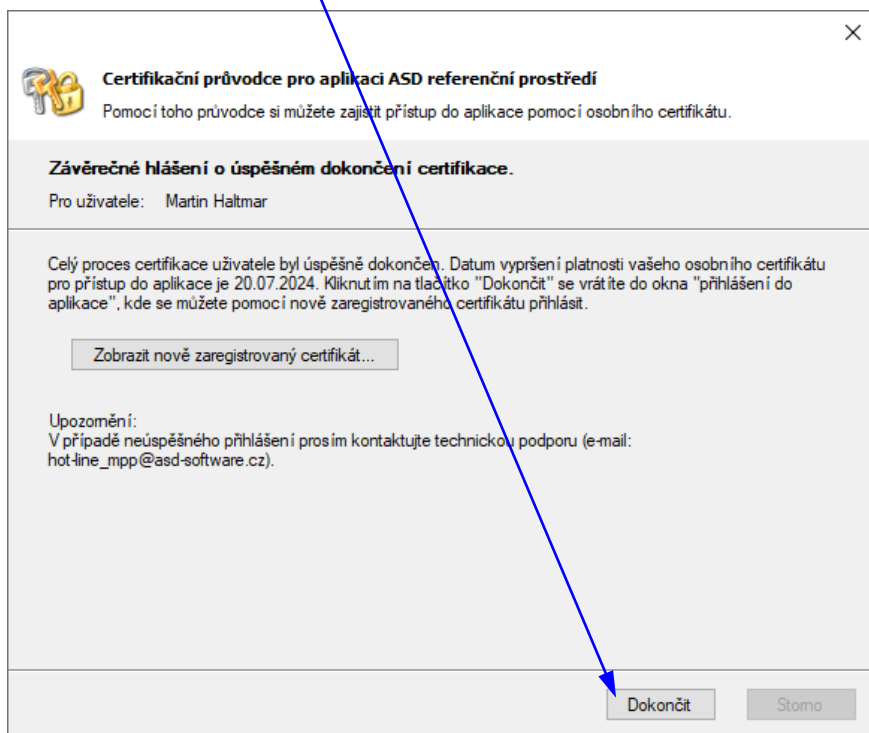 Certifikační průvodce pro aplikaci ASD referenční prostředí
Pomocí toho průvodce si můžete zajistit přístup do aplikace pomocí osobního certifikátu.
Závěrečné hlášení o úspěšném dokončení certifikace.
Pro uživatele: Martin Haltmar
Celý proces certifikace uživatele byl úspěšně dokončen. Datum vypršení platnosti vašeho osobního certifikátu
pro přístup do aplikace je 20.07.2024. Kliknutím na tlačítko "Dokončit" se vrátíte do okna "přihlášení do
aplikace", kde se můžete pomocí nově zaregistrovaného certifikátu přihlásit.
Zobrazit nově zaregistrovaný certifikát...
Upozornění:
V případě neúspěšného přihlášení prosím kontaktujte technickou podporu (e-mail:
hot-line_mpp@asd-software.cz).
Dokončit Storno